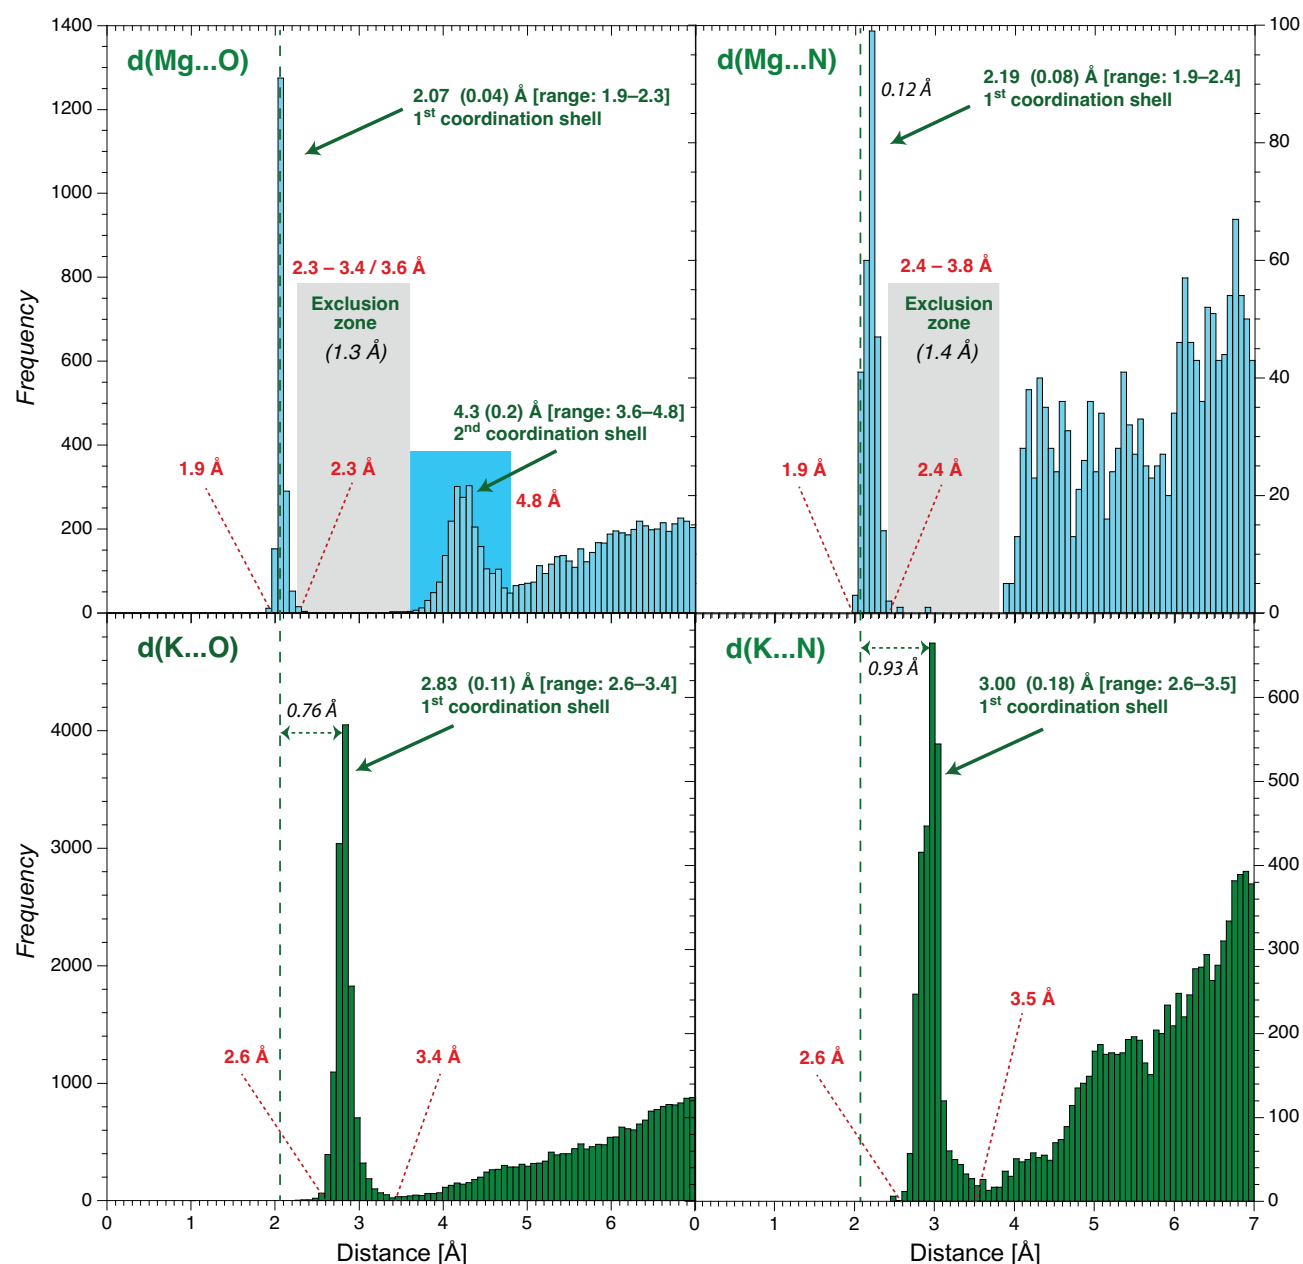 1400
1200
1000
800
600
400
200
0
Frequency
d(Mg...O)
2.07 (0.04) Å [range: 1.9–2.3]
1st coordination shell
2.3 – 3.4 / 3.6 Å
Exclusion
zone
(1.3 Å)
4.3 (0.2) Å [range: 3.6–4.8]
2nd coordination shell
1.9 Å
2.3 Å
4.8 Å
d(Mg...N)
0.12 Å
2.19 (0.08) Å [range: 1.9–2.4]
1st coordination shell
2.4 – 3.8 Å
Exclusion
zone
(1.4 Å)
1.9 Å
2.4 Å
100
80
60
40
20
0
d(K...O)
2.83 (0.11) Å [range: 2.6–3.4]
1st coordination shell
0.76 Å
4000
3000
2000
1000
0
Frequency
2.6 Å
3.4 Å
0 1 2 3 4 5 6
Distance [Å]
d(K...N)
0.93 Å
3.00 (0.18) Å [range: 2.6–3.5]
1st coordination shell
3.5 Å
2.6 Å
600
500
400
300
200
100
0
0 1 2 3 4 5 6 7
Distance [Å]